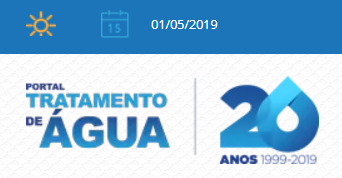 15 01/05/2019
PORTAL
TRATAMENTO
DE ÁGUA
20
ANOS 1999-2019